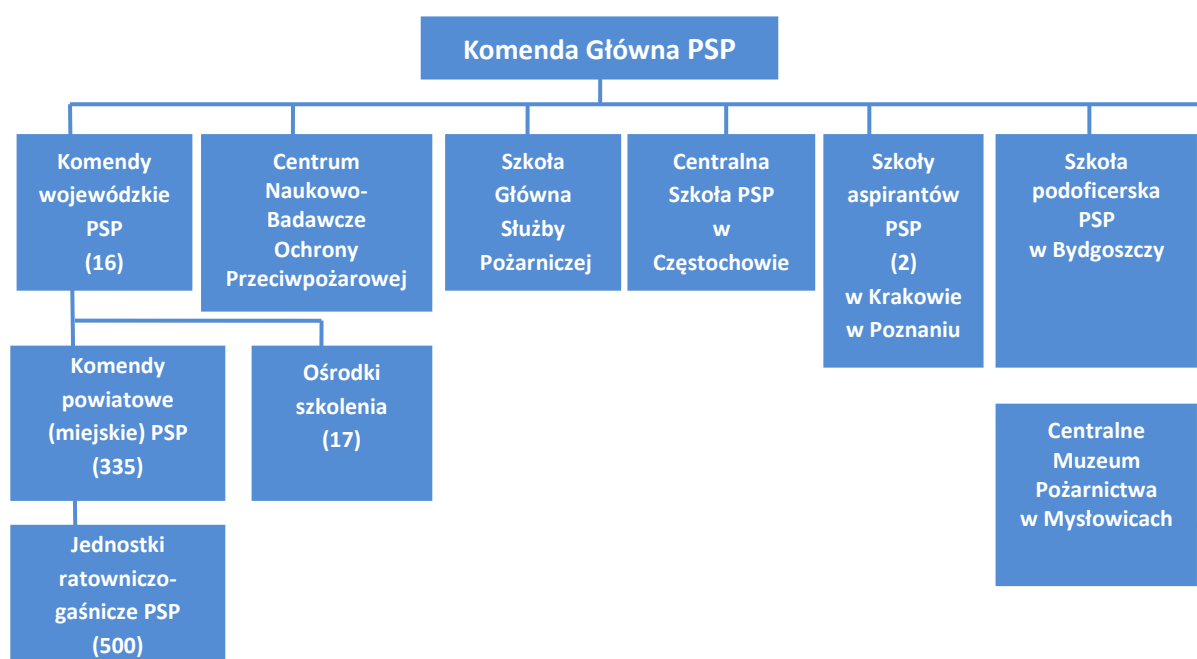 Komenda Główna PSP
Komendy
wojewódzkie
PSP
(16)
Centrum
Naukowo-
Badawcze
Ochrony
Przeciwpożarowej
Szkoła
Główna
Służby
Pożarniczej
Centralna
Szkoła PSP
w
Częstochowie
Szkoły
aspirantów
PSP
(2)
w Krakowie
w Poznaniu
Szkoła
podoficerska
PSP
w Bydgoszczy
Komendy
powiatowe
(miejskie) PSP
(335)
Ośrodki
szkolenia
(17)
Centralne
Muzeum
Pożarnictwa
w Mysłowicach
Jednostki
ratowniczo-
gaśnicze PSP
(500)